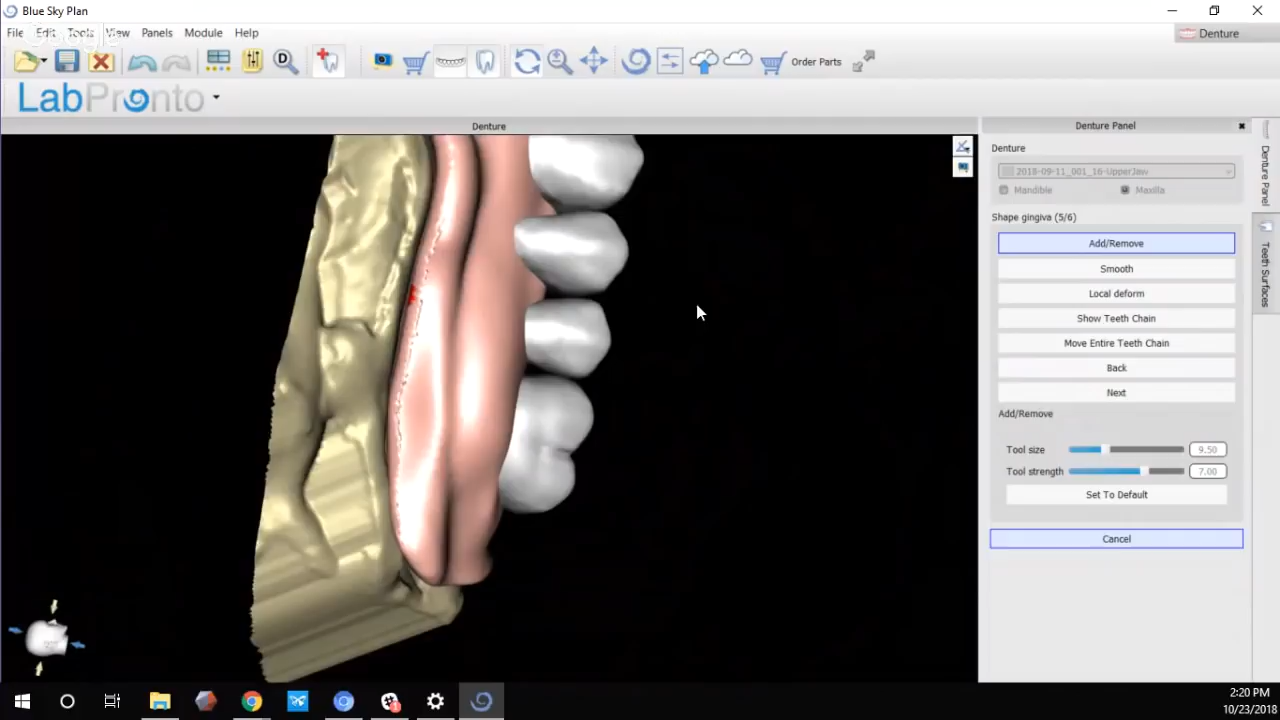 Blue Sky Plan
File Edit Tools View Panels Module Help
Denture
D
Order Parts
LabPronto
Denture
Denture Panel
Denture
2018-09-11_001_16-UpperJaw
Mandible Maxilla
Shape gingiva (5/6)
Add/Remove
Smooth
Local deform
Show Teeth Chain
Move Entire Teeth Chain
Back
Next
Add/Remove
Tool size 9.50
Tool strength 7.00
Set To Default
Cancel
Denture Panel
Teeth Surfaces
1
2:20 PM
10/23/2018